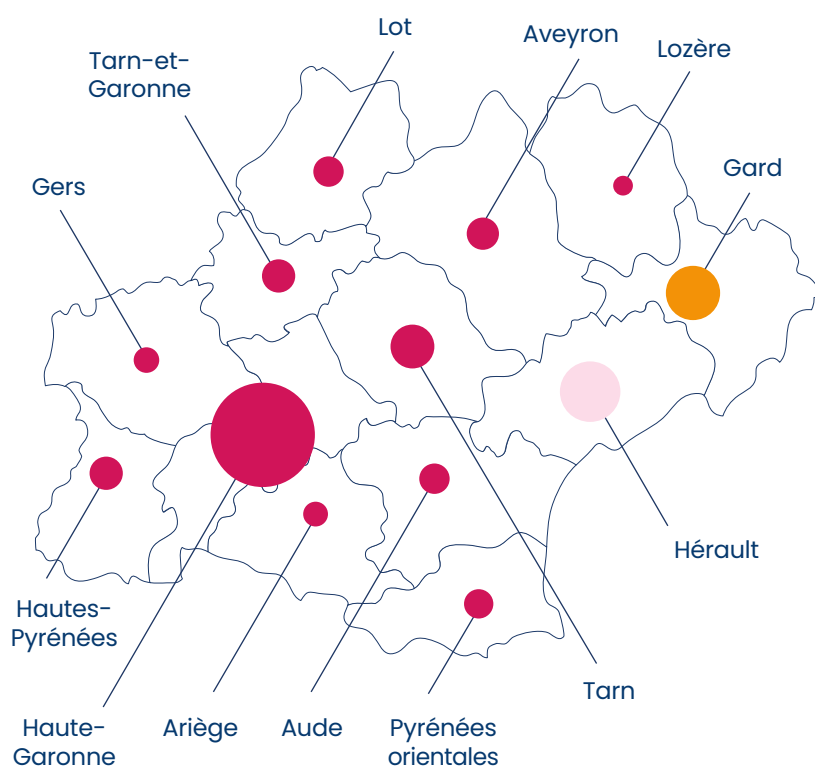 Lot
Aveyron
Lozère
Tarn-et-
Garonne
Gard
Gers
Hérault
Hautes-
Pyrénées
Tarn
Haute-
Garonne
Ariège
Aude
Pyrénées
orientales